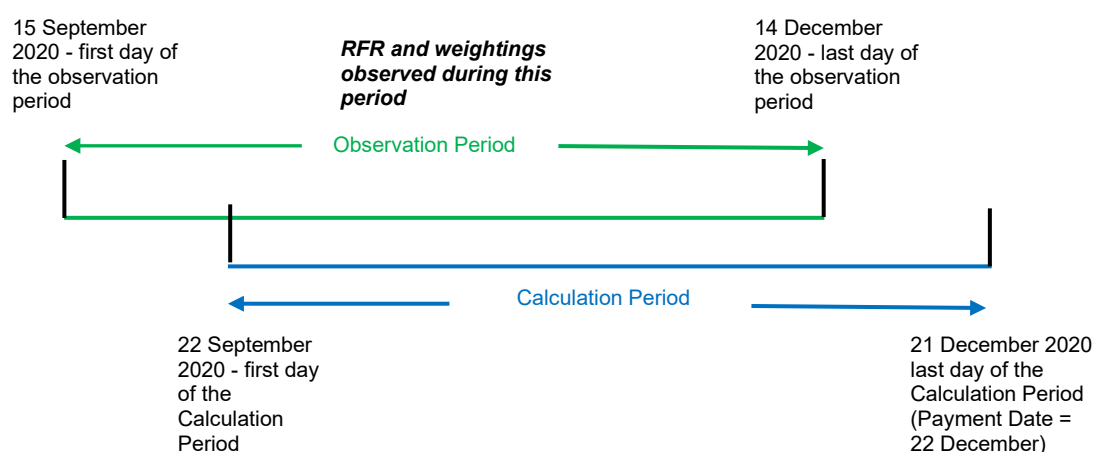 15 September
2020 - first day of
the observation
period
RFR and weightings
observed during this
period
14 December
2020 - last day of
the observation
period
Observation Period
Calculation Period
22 September
2020 - first day
of the
Calculation
Period
21 December 2020
last day of the
Calculation Period
(Payment Date =
22 December)